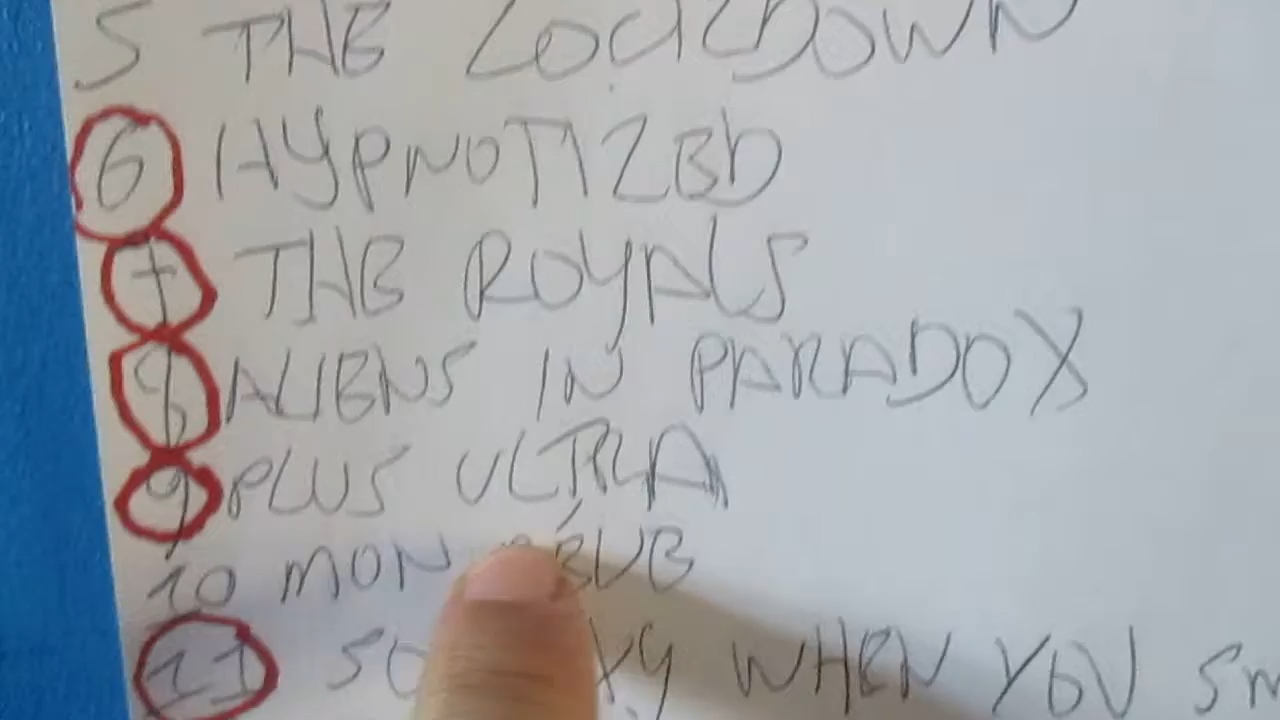 5 THE LOCKDOWN
6 HYPNOTIZED
7 THE ROYALS
8 ALIENS IN PARADOX
9 PLUS ULTRA
10 MON
11 WHEN YOU